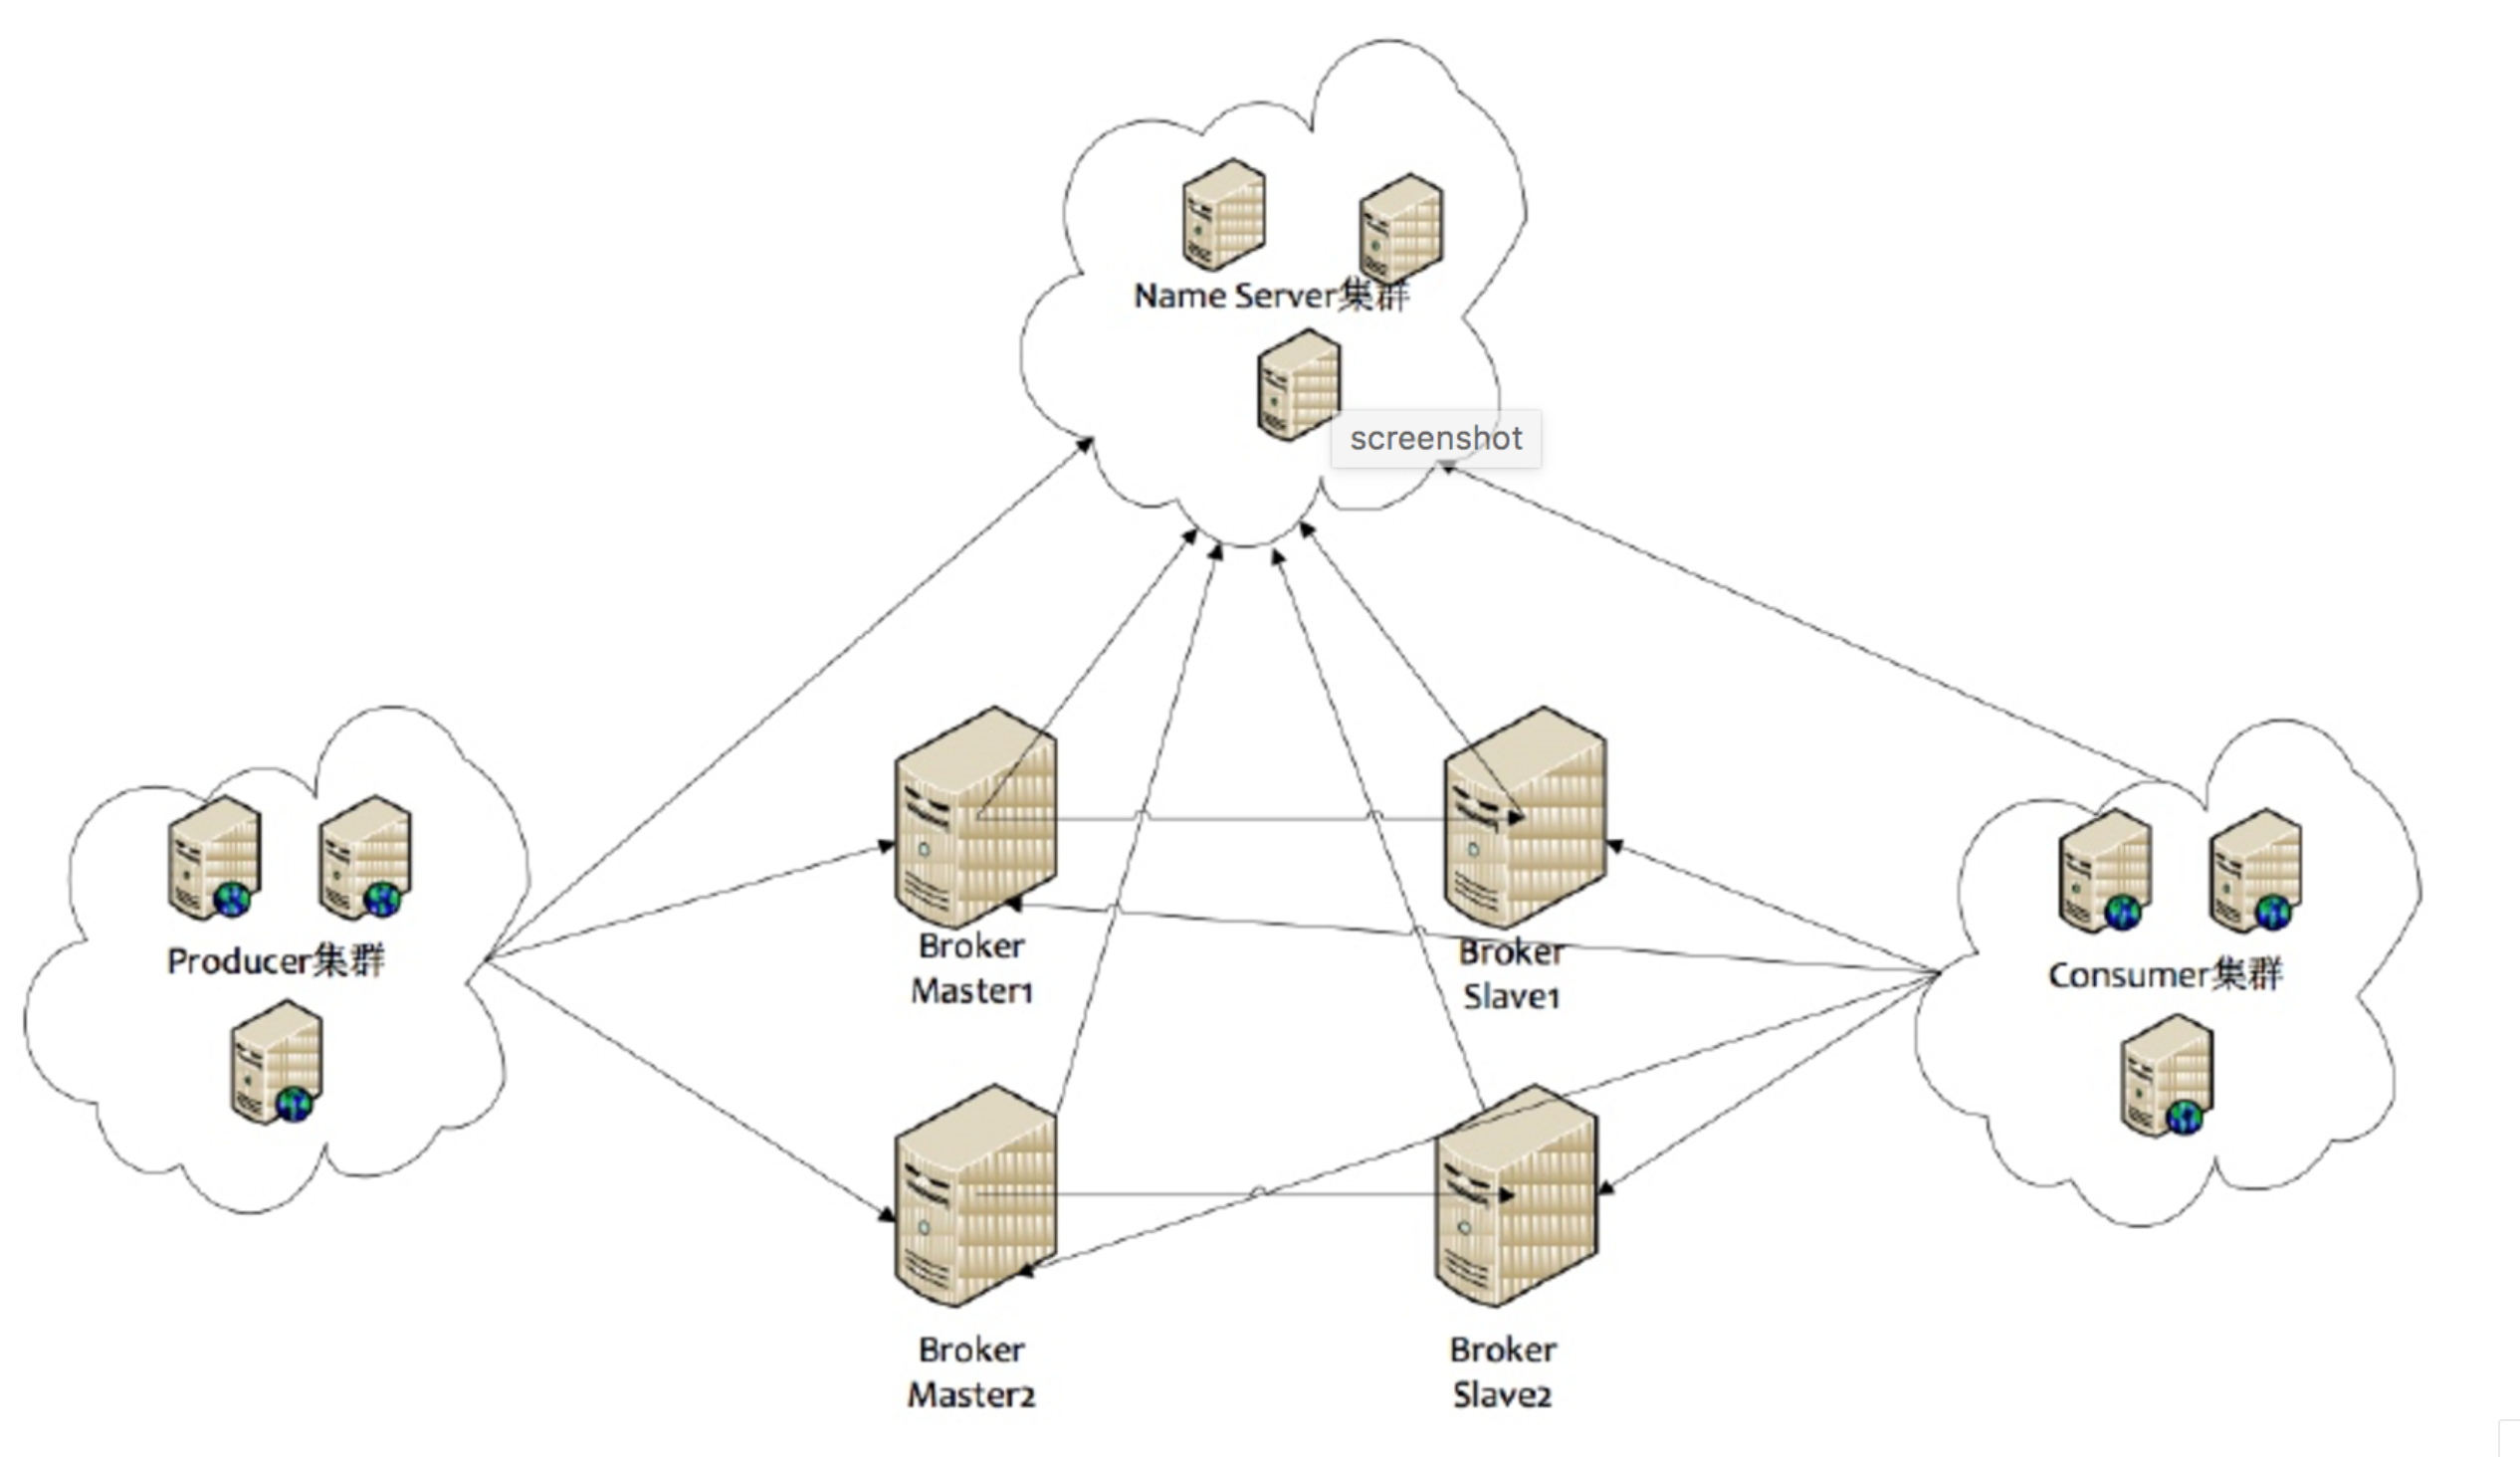 Name Server集群
screenshot
Producer集群
Broker
Master1
Broker
Slave1
Consumer集群
Broker
Master2
Broker
Slave2